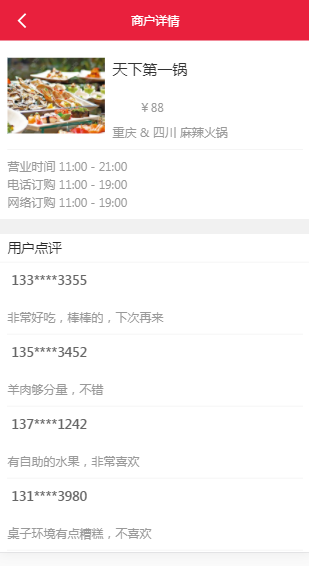 商户详情
天下第一锅
￥88
重庆 & 四川 麻辣火锅
营业时间 11:00 - 21:00
电话订购 11:00 - 19:00
网络订购 11:00 - 19:00
用户点评
133****3355
非常好吃，棒棒的，下次再来
135****3452
羊肉够分量，不错
137****1242
有自助的水果，非常喜欢
131****3980
桌子环境有点糟糕，不喜欢